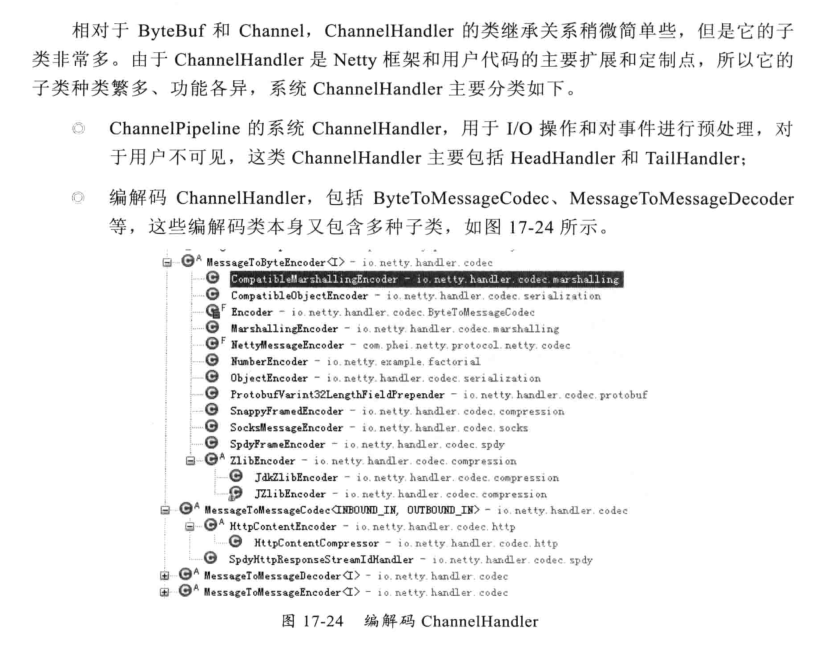 相对于 ByteBuf 和 Channel，ChannelHandler 的类继承关系稍微简单些，但是它的子
类非常多。由于 ChannelHandler 是 Netty 框架和用户代码的主要扩展和定制点，所以它的
子类种类繁多、功能各异，系统 ChannelHandler 主要分类如下。
ChannelPipeline 的系统 ChannelHandler，用于 I/O 操作和对事件进行预处理，对
于用户不可见，这类 ChannelHandler 主要包括 HeadHandler 和 TailHandler；
编解码 ChannelHandler，包括 ByteToMessageCodec、MessageToMessageDecoder
等，这些编解码类本身又包含多种子类，如图 17-24 所示。
MessageToByteEncoder<I> - io.netty.handler.codec
CompatibleMarshallingEncoder - io.netty.handler.codec.marshalling
CompatibleObjectEncoder - io.netty.handler.codec.serialization
Encoder - io.netty.handler.codec.ByteToMessageCodec
MarshallingEncoder - io.netty.handler.codec.marshalling
NettyMessageEncoder - com.phei.netty.protocol.netty.codec
NumberEncoder - io.netty.example.factorial
ObjectEncoder - io.netty.handler.codec.serialization
ProtobufVarint32LengthFieldPrepender - io.netty.handler.codec.protobuf
SnappyFramedEncoder - io.netty.handler.codec.compression
SocksMessageEncoder - io.netty.handler.codec.socks
SpdyFrameEncoder - io.netty.handler.codec.spdy
ZlibEncoder - io.netty.handler.codec.compression
JdkZlibEncoder - io.netty.handler.codec.compression
JZlibEncoder - io.netty.handler.codec.compression
MessageToMessageCodec<INBOUND_IN, OUTBOUND_IN> - io.netty.handler.codec
HttpContentEncoder - io.netty.handler.codec.http
HttpContentCompressor - io.netty.handler.codec.http
SpdyHttpResponseStreamIdHandler - io.netty.handler.codec.spdy
MessageToMessageDecoder<I> - io.netty.handler.codec
MessageToMessageEncoder<I> - io.netty.handler.codec
图 17-24 编解码 ChannelHandler